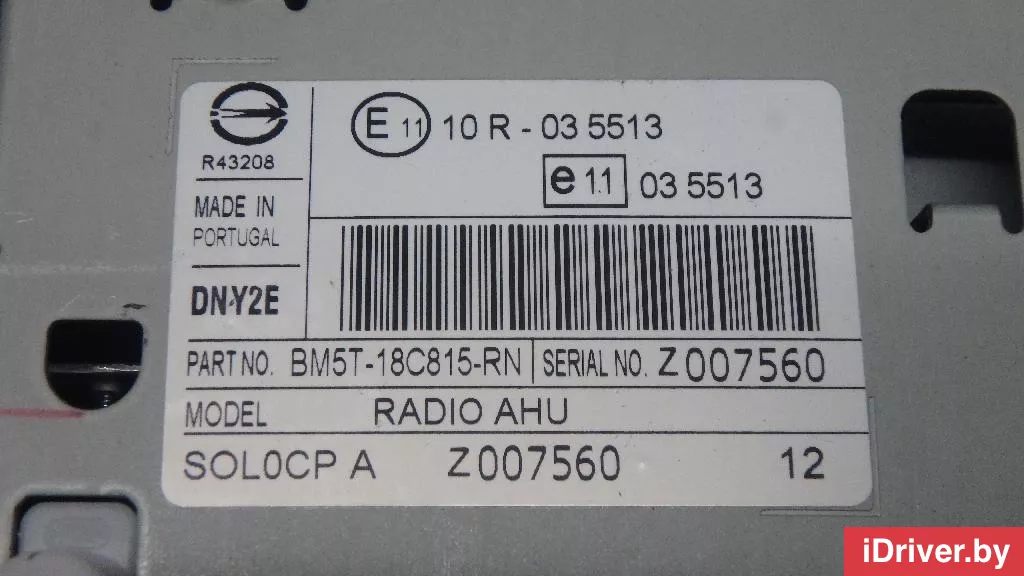 R43208
MADE IN
PORTUGAL
DN-Y2E
E 11 10 R - 03 5513
e 11 03 5513
PART NO. BM5T-18C815-RN SERIAL NO. Z007560
MODEL RADIO AHU
SOL0CP A Z007560 12
iDriver.by